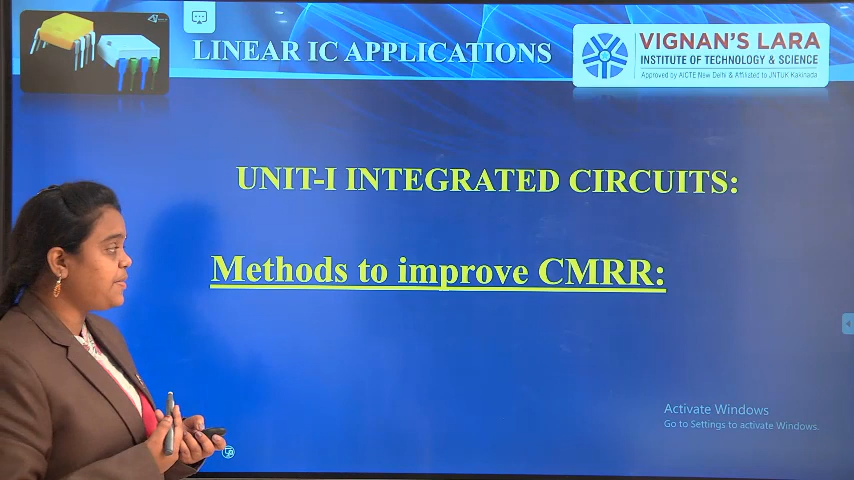 LINEAR IC APPLICATIONS
VIGNAN'S LARA
INSTITUTE OF TECHNOLOGY & SCIENCE
Approved by AICTE New Delhi & Affiliated to JNTUK Kakinada
UNIT-I INTEGRATED CIRCUITS:
Methods to improve CMRR:
Activate Windows
Go to Settings to activate Windows.